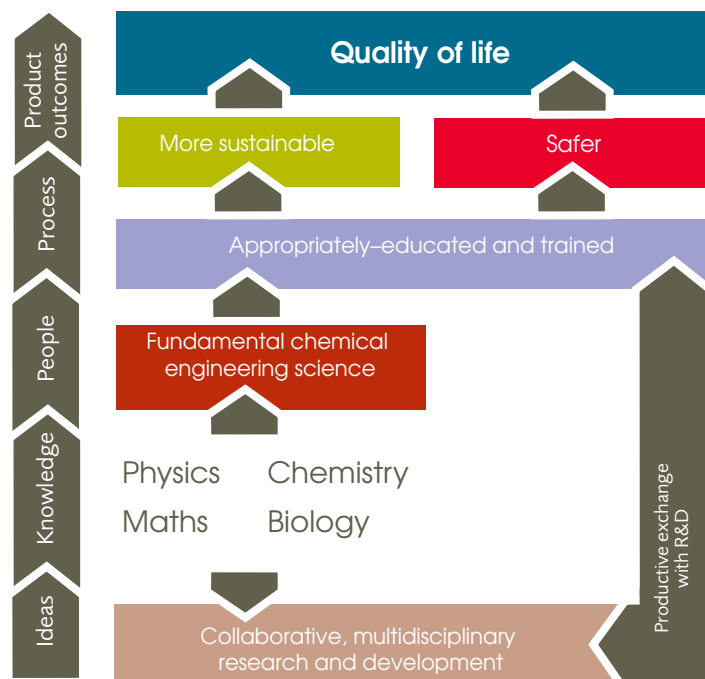 Quality of life
More sustainable
Safer
Appropriately–educated and trained
Fundamental chemical
engineering science
Physics
Chemistry
Maths
Biology
Collaborative, multidisciplinary
research and development
Productive exchange
with R&D
Product
outcomes
Process
People
Knowledge
Ideas